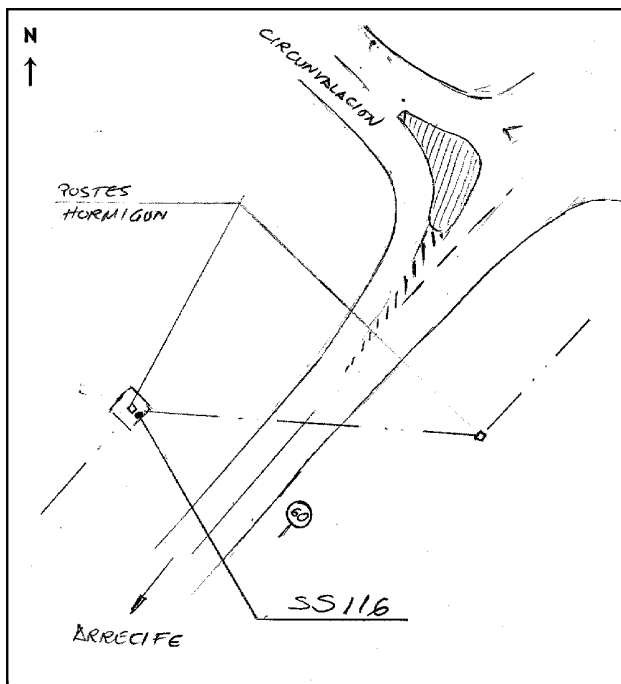 N
CIRCUNVALACION
POSTES
HORMIGON
60
SS116
ARRECIFE